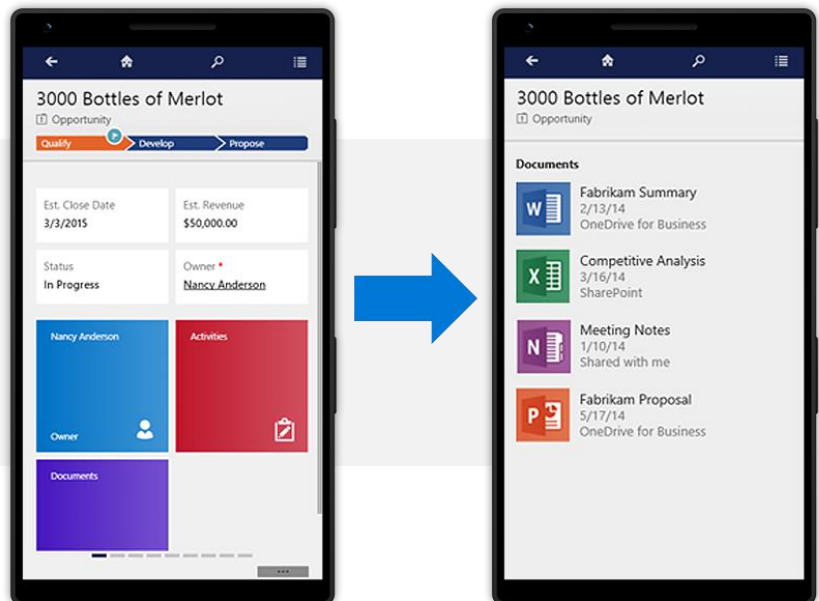 3000 Bottles of Merlot
Opportunity
Qualify
Develop
Propose
Est. Close Date
3/3/2015
Est. Revenue
$50,000.00
Status
In Progress
Owner *
Nancy Anderson
Nancy Anderson
Owner
Activities
Documents
3000 Bottles of Merlot
Opportunity
Documents
W
Fabrikam Summary
2/13/14
OneDrive for Business
X
Competitive Analysis
3/16/14
SharePoint
N
Meeting Notes
1/10/14
Shared with me
P
Fabrikam Proposal
5/17/14
OneDrive for Business